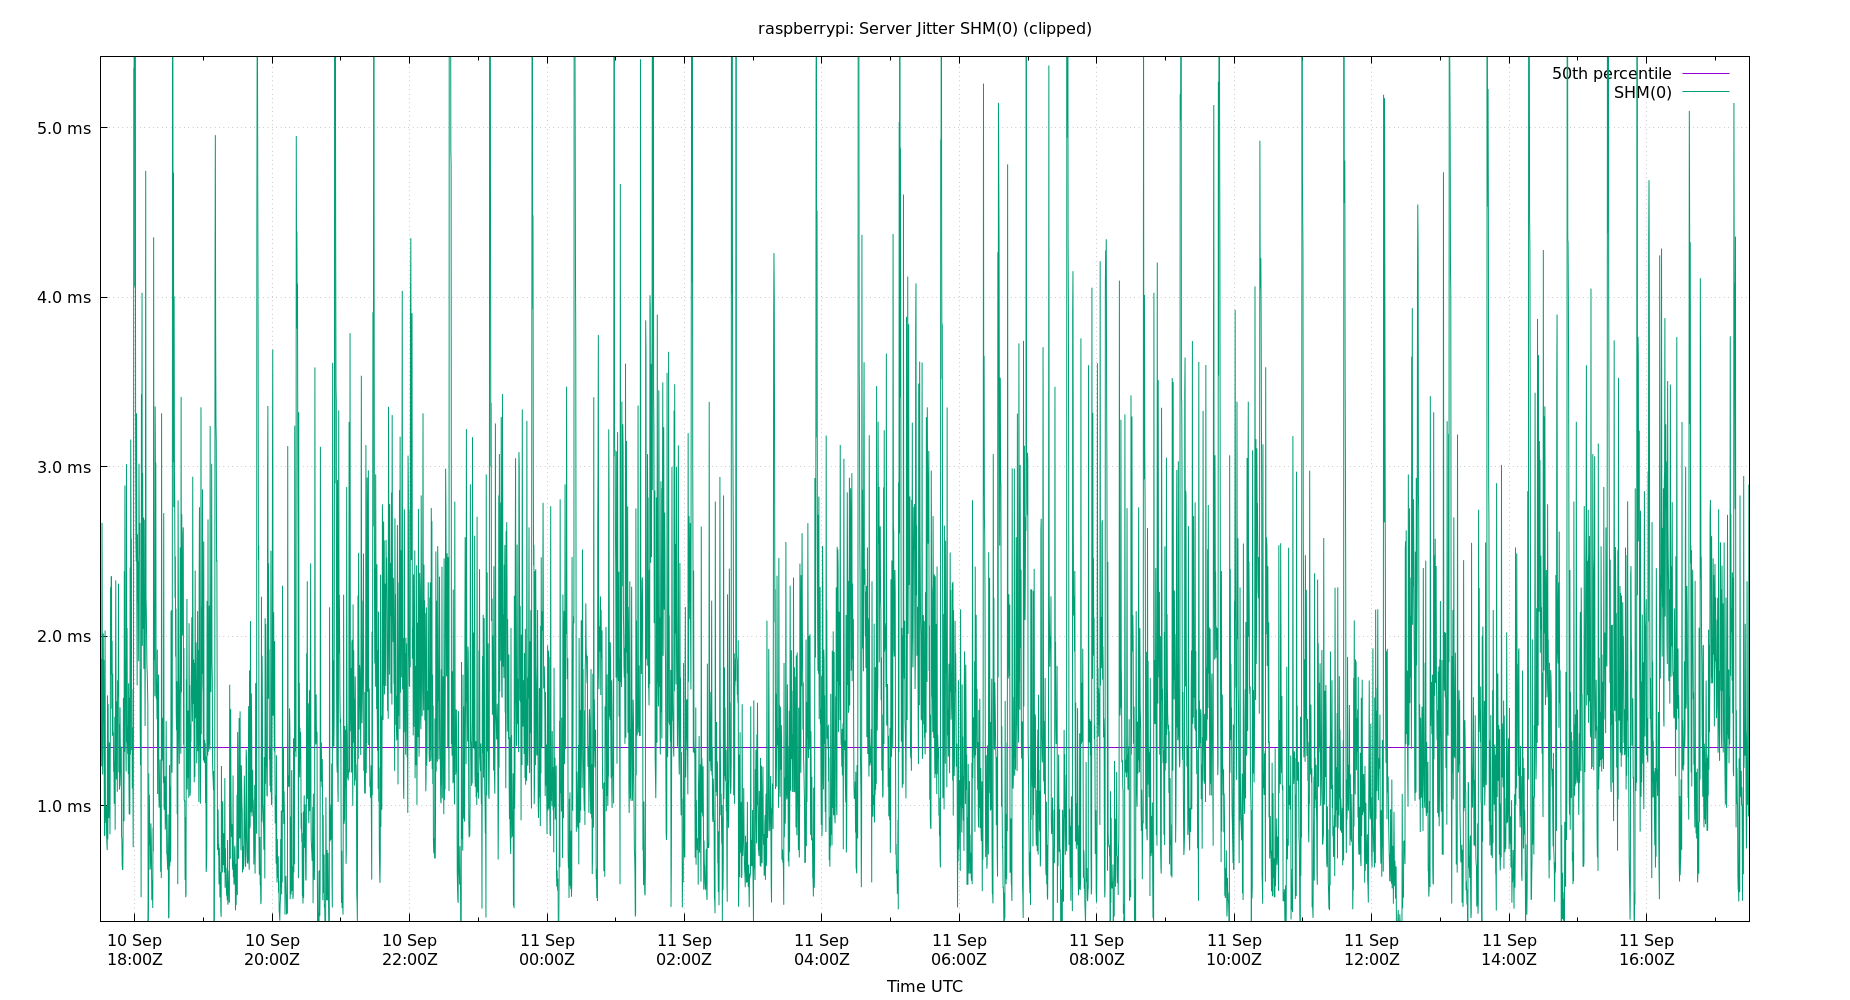 raspberrypi: Server Jitter SHM(0) (clipped)
50th percentile
SHM(0)
5.0 ms
4.0 ms
3.0 ms
2.0 ms
1.0 ms
10 Sep 10 Sep 10 Sep 11 Sep 11 Sep 11 Sep 11 Sep 11 Sep 11 Sep 11 Sep 11 Sep 11 Sep
18:00Z 20:00Z 22:00Z 00:00Z 02:00Z 04:00Z 06:00Z 08:00Z 10:00Z 12:00Z 14:00Z 16:00Z
Time UTC